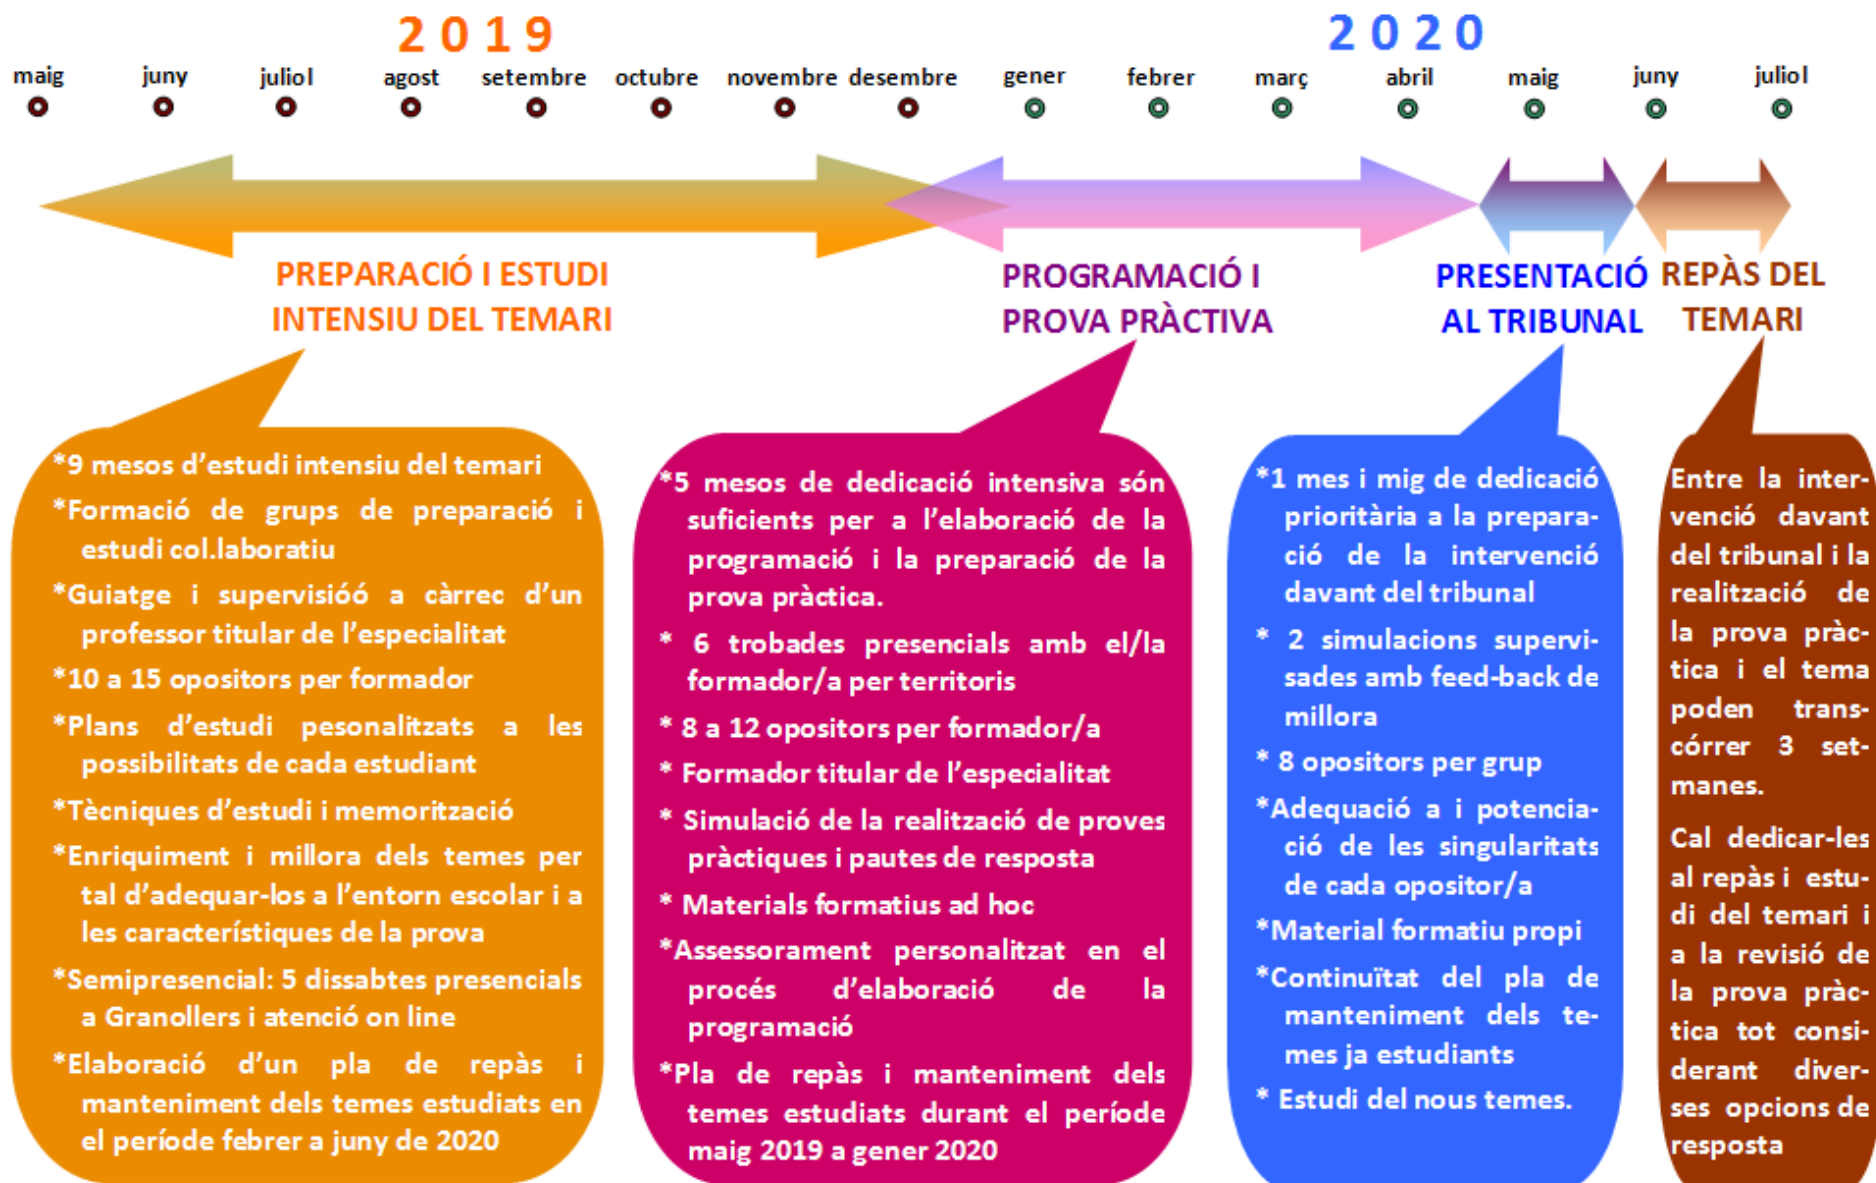 2 0 1 9
2 0 2 0
maig juny juliol agost setembre octubre novembre desembre gener febrer març abril maig juny juliol
PREPARACIÓ I ESTUDI
INTENSIU DEL TEMARI
PROGRAMACIÓ I
PROVA PRÀCTIVA
PRESENTACIÓ
AL TRIBUNAL
REPÀS DEL
TEMARI
*9 mesos d’estudi intensiu del temari
*Formació de grups de preparació i
estudi col.laboratiu
*Guiatge i supervisióó a càrrec d’un
professor titular de l’especialitat
*10 a 15 opositors per formador
*Plans d’estudi pesonalitzats a les
possibilitats de cada estudiant
*Tècniques d’estudi i memorització
*Enriquiment i millora dels temes per
tal d’adequar-los a l’entorn escolar i a
les característiques de la prova
*Semipresencial: 5 dissabtes presencials
a Granollers i atenció on line
*Elaboració d’un pla de repàs i
manteniment dels temes estudiats en
el període febrer a juny de 2020
*5 mesos de dedicació intensiva són
suficients per a l’elaboració de la
programació i la preparació de la
prova pràctica.
* 6 trobades presencials amb el/la
formador/a per territoris
* 8 a 12 opositors per formador/a
* Formador titular de l’especialitat
* Simulació de la realització de proves
pràctiques i pautes de resposta
* Materials formatius ad hoc
*Assessorament personalitzat en el
procés d’elaboració de la
programació
*Pla de repàs i manteniment dels
temes estudiats durant el període
maig 2019 a gener 2020
*1 mes i mig de dedicació
prioritària a la prepara-
ció de la intervenció
davant del tribunal
* 2 simulacions supervi-
sades amb feed-back de
millora
* 8 opositors per grup
*Adequació a i potencia-
ció de les singularitats
de cada opositor/a
*Material formatiu propi
*Continuïtat del pla de
manteniment dels te-
mes ja estudiants
* Estudi del nous temes.
Entre la inter-
venció davant
del tribunal i la
realització de
la prova pràc-
tica i el tema
poden trans-
córrer 3 set-
manes.
Cal dedicar-les
al repàs i estu-
di del temari i
a la revisió de
la prova pràc-
tica tot consi-
derant diver-
ses opcions de
resposta